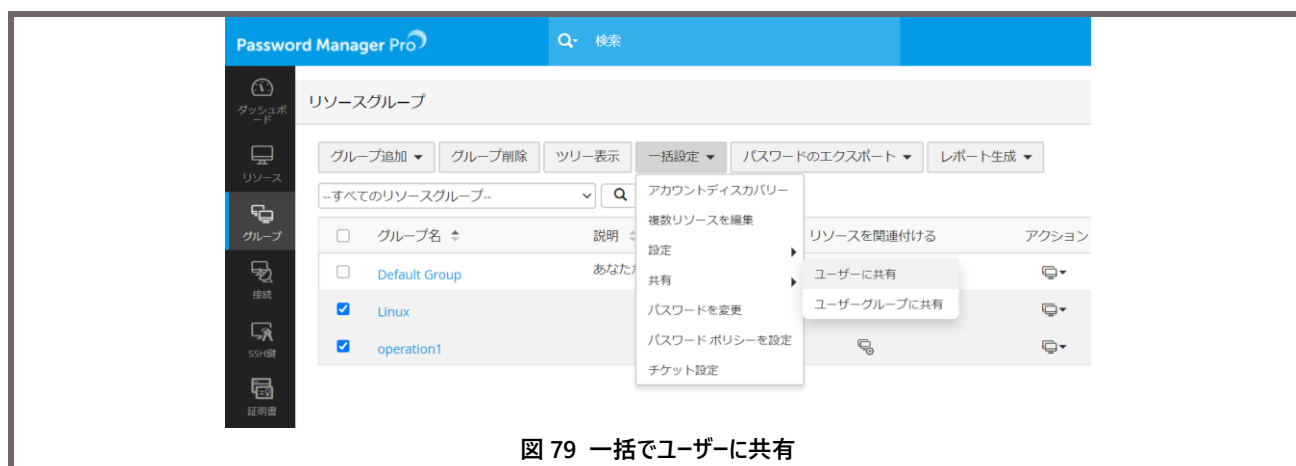 Password Manager Pro
検索
ダッシュボ
ード
リソース
グループ
接続
SSH鍵
証明書
リソースグループ
グループ追加 グループ削除 ツリー表示 一括設定 パスワードのエクスポート レポート生成
--すべてのリソースグループ--
グループ名 説明 リソースを関連付ける アクション
Default Group あなたが
Linux
operation1
アカウントディスカバリー
複数リソースを編集
設定
共有
パスワードを変更
パスワード ポリシーを設定
チケット設定
ユーザーに共有
ユーザーグループに共有
図 79 一括でユーザーに共有